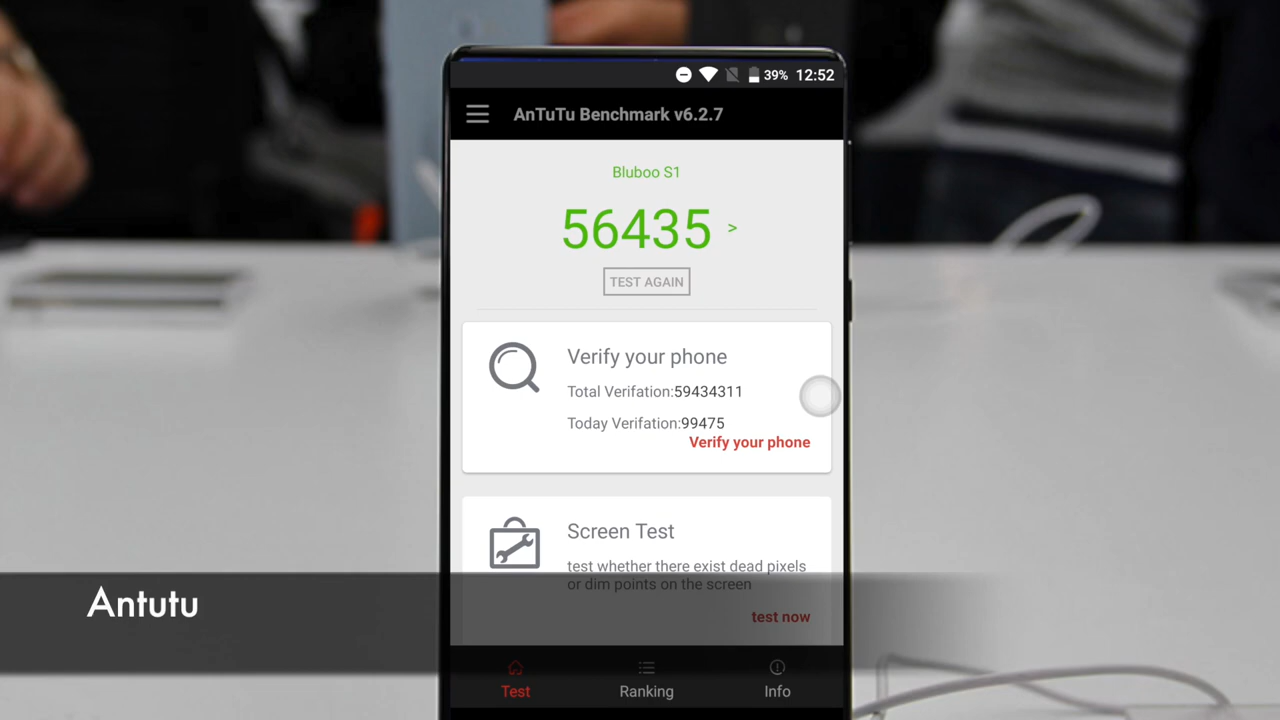 39% 12:52
AnTuTu Benchmark v6.2.7
Bluboo S1
56435 >
TEST AGAIN
Verify your phone
Total Verifation:59434311
Today Verifation:99475
Verify your phone
Screen Test
test whether there exist dead pixels
or dim points on the screen
test now
Antutu
Test Ranking Info